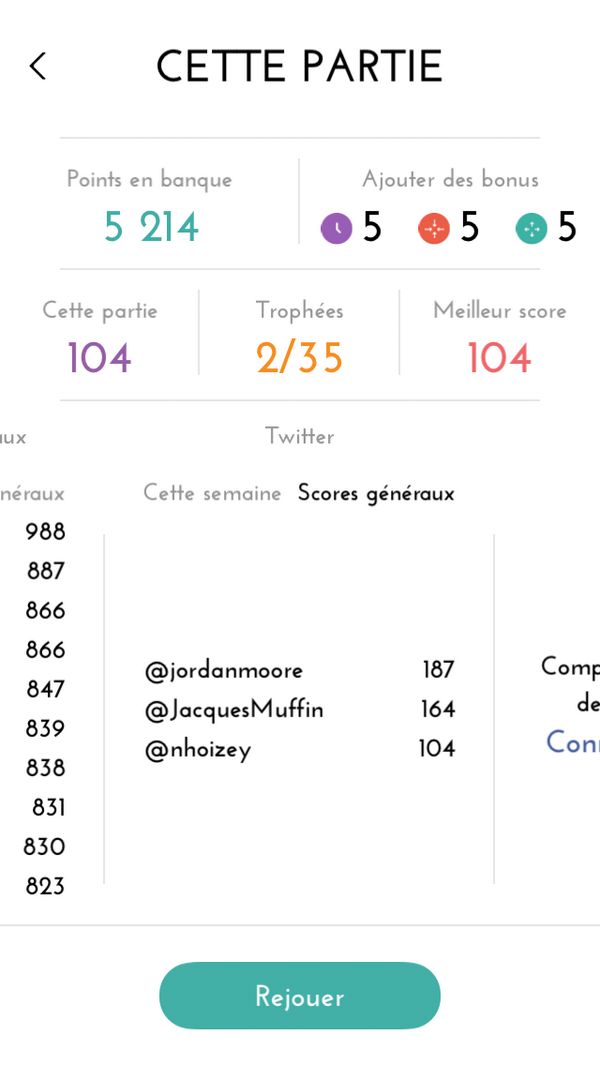 CETTE PARTIE
Points en banque
5 214
Ajouter des bonus
5 5 5
Cette partie
104
Trophées
2/35
Meilleur score
104
aux
Twitter
néraux
988
887
866
866
847
839
838
831
830
823
Cette semaine Scores généraux
@jordanmoore 187
@JacquesMuffin 164
@nhoizey 104
Comp
de
Conn
Rejouer